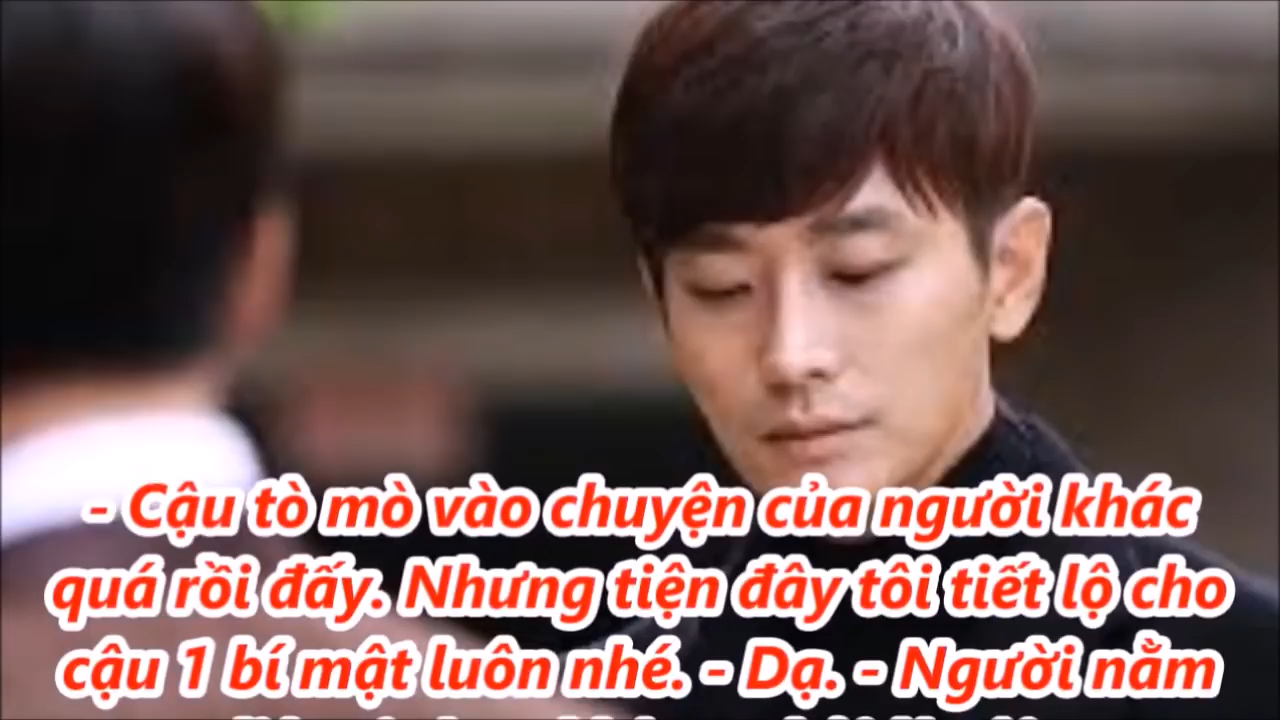 - Cậu tò mò vào chuyện của người khác
quá rồi đấy. Nhưng tiện đây tôi tiết lộ cho
cậu 1 bí mật luôn nhé. - Dạ. - Người nằm